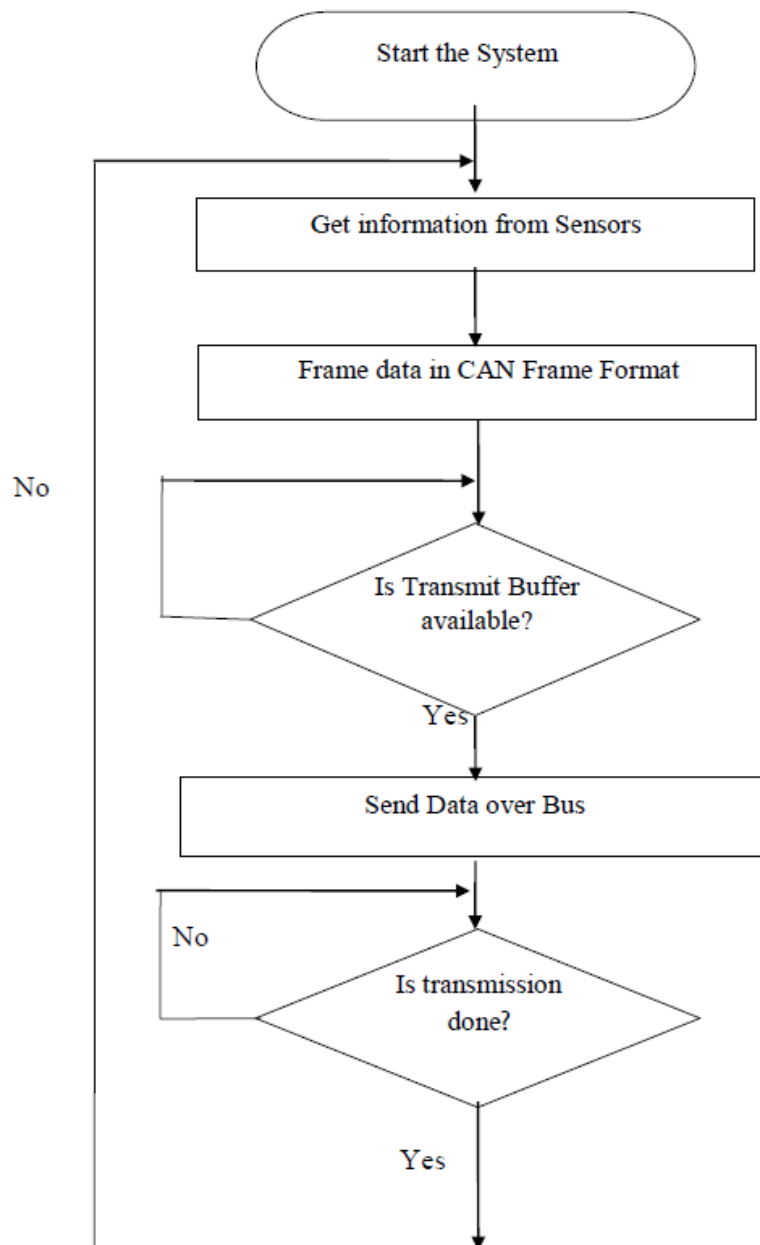 Start the System
Get information from Sensors
Frame data in CAN Frame Format
No
Is Transmit Buffer
available?
Yes
Send Data over Bus
No
Is transmission
done?
Yes